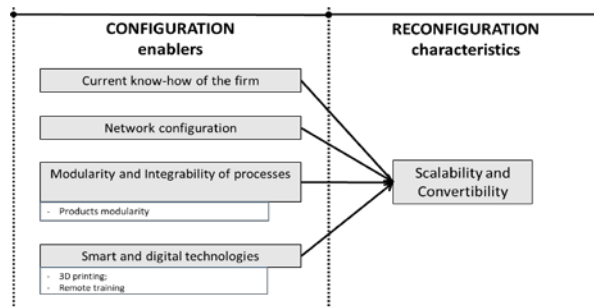 CONFIGURATION
enablers
RECONFIGURATION
characteristics
Current know-how of the firm
Network configuration
Modularity and Integrability of processes
- Products modularity
Smart and digital technologies
- 3D printing;
- Remote training
Scalability and
Convertibility